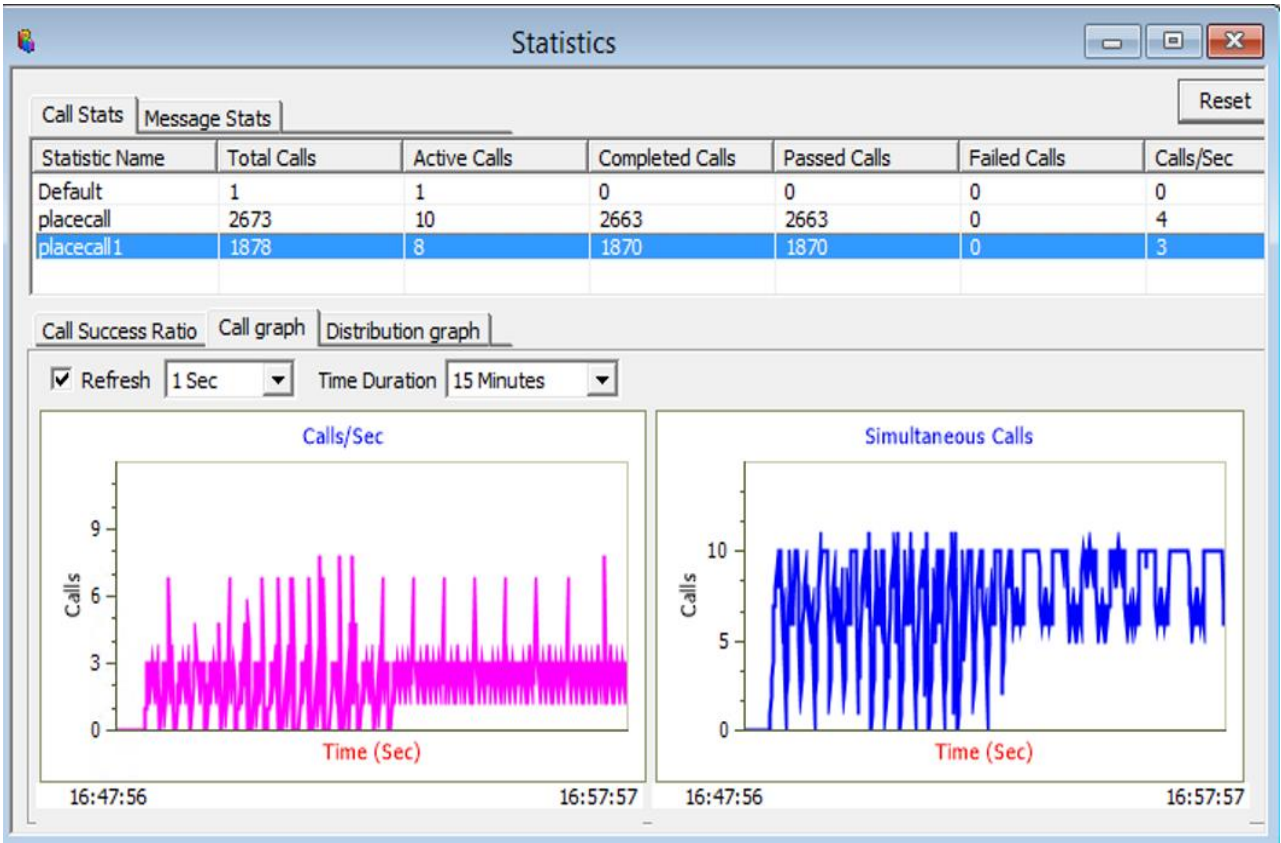 Statistics
Reset
Call Stats Message Stats
Statistic Name Total Calls Active Calls Completed Calls Passed Calls Failed Calls Calls/Sec
Default 1 1 0 0 0 0
placecall 2673 10 2663 2663 0 4
placecall1 1878 8 1870 1870 0 3
Call Success Ratio Call graph Distribution graph
Refresh 1 Sec Time Duration 15 Minutes
Calls/Sec
9
6
3
0
Calls
Time (Sec)
16:47:56 16:57:57
Simultaneous Calls
10
5
0
Calls
Time (Sec)
16:47:56 16:57:57